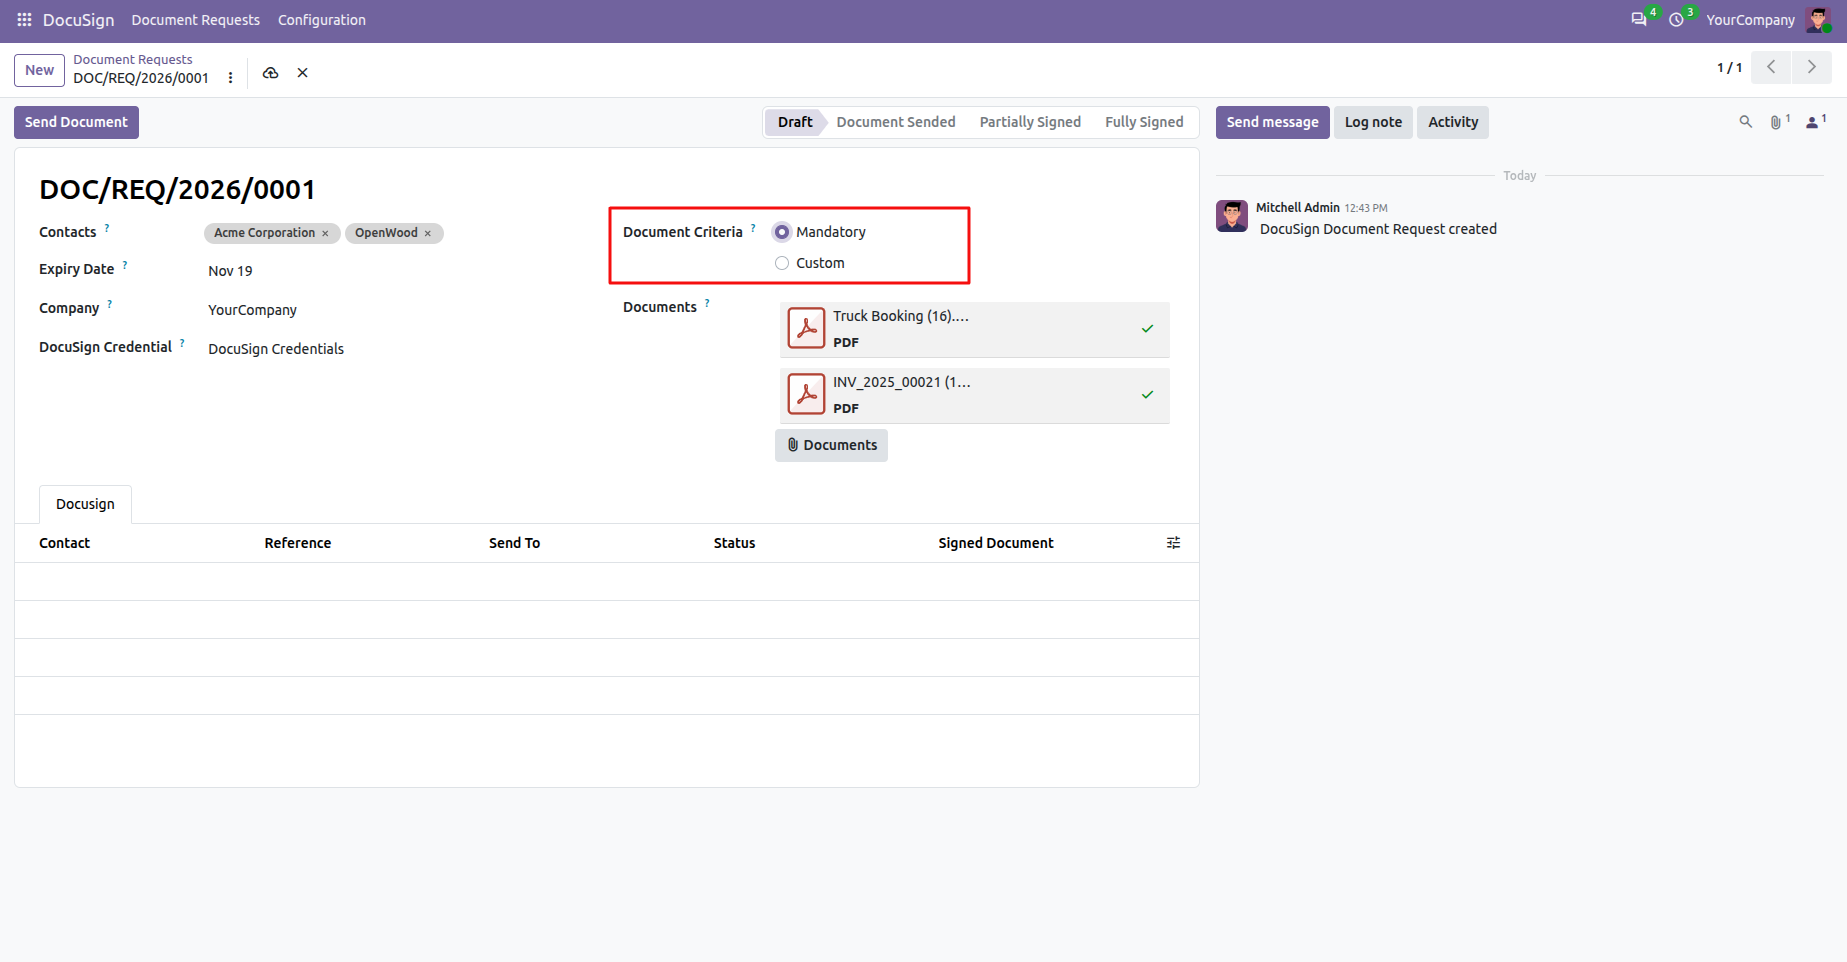 DocuSign Document Requests Configuration 4 3 YourCompany
New Document Requests
DOC/REQ/2026/0001
1 / 1
Send Document Draft Document Sended Partially Signed Fully Signed Send message Log note Activity 1 1
DOC/REQ/2026/0001
Contacts ? Acme Corporation × OpenWood ×
Expiry Date ? Nov 19
Company ? YourCompany
DocuSign Credential ? DocuSign Credentials
Document Criteria ? Mandatory
Custom
Documents ? Truck Booking (16)....
PDF
INV_2025_00021 (1...
PDF
Documents
Docusign
Contact Reference Send To Status Signed Document
Today
Mitchell Admin 12:43 PM
DocuSign Document Request created